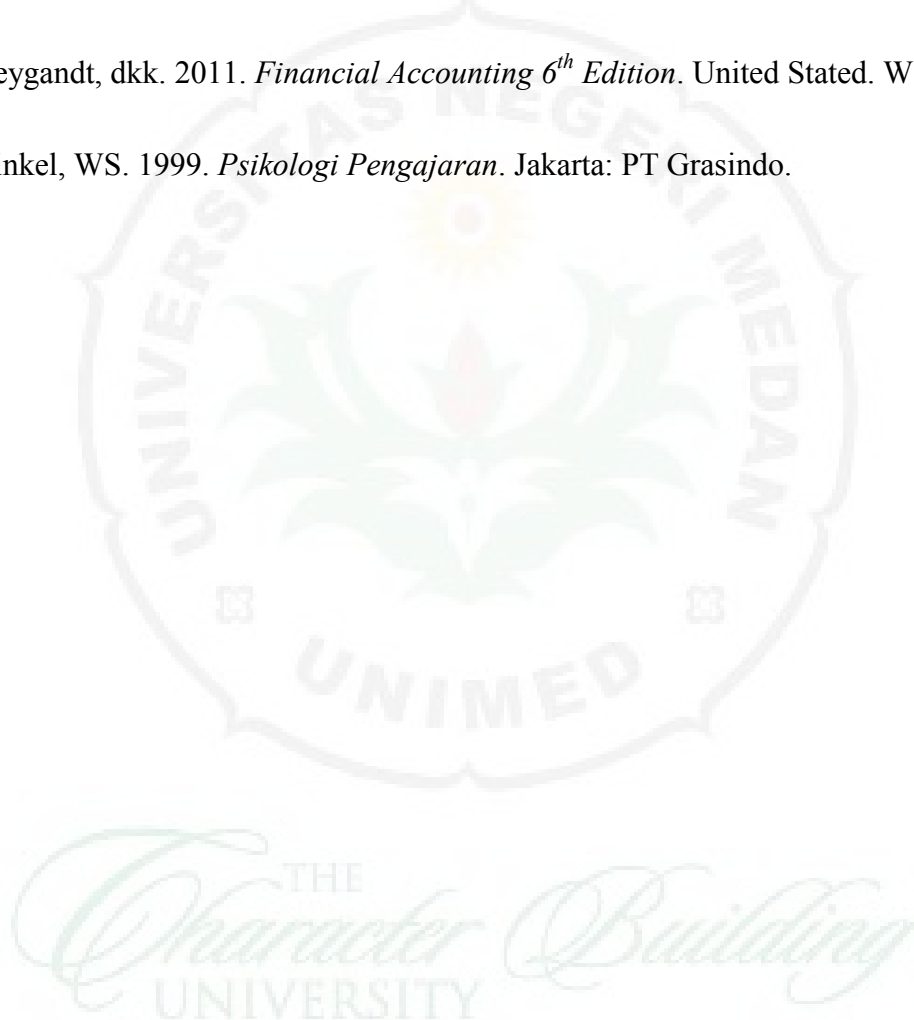 eygandt, dkk. 2011. Financial Accounting 6th Edition. United Stated. W
inkel, WS. 1999. Psikologi Pengajaran. Jakarta: PT Grasindo.
UNIVERSITAS NEGERI MEDAN
UNIMED
THE
Character Building
UNIVERSITY